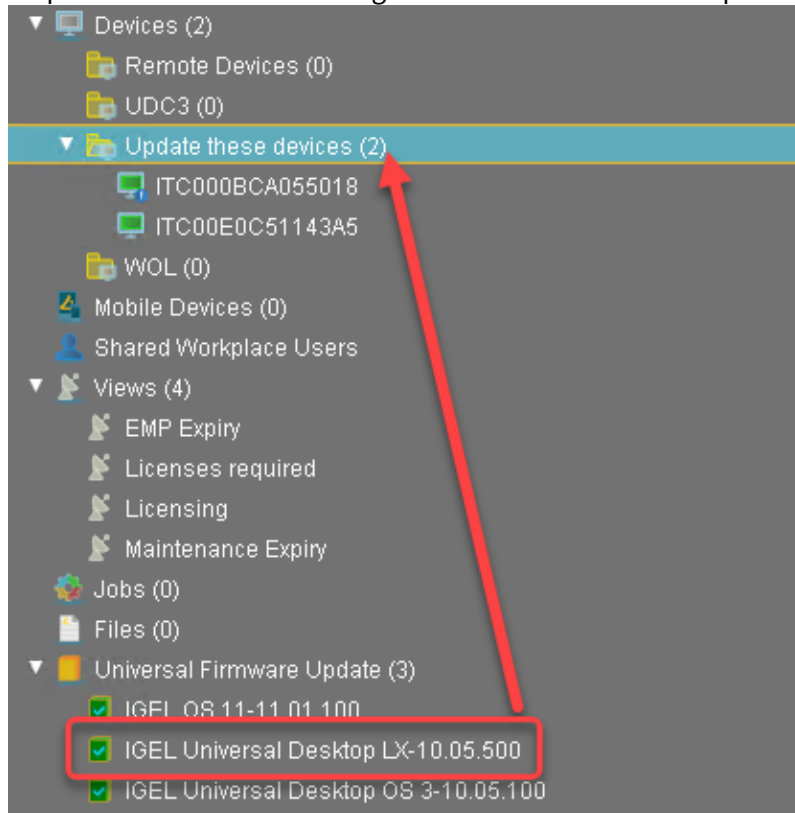 Devices (2)
Remote Devices (0)
UDC3 (0)
Update these devices (2)
ITC000BCA055018
ITC00E0C51143A5
WOL (0)
Mobile Devices (0)
Shared Workplace Users
Views (4)
EMP Expiry
Licenses required
Licensing
Maintenance Expiry
Jobs (0)
Files (0)
Universal Firmware Update (3)
IGEL OS 11-11.01.100
IGEL Universal Desktop LX-10.05.500
IGEL Universal Desktop OS 3-10.05.100